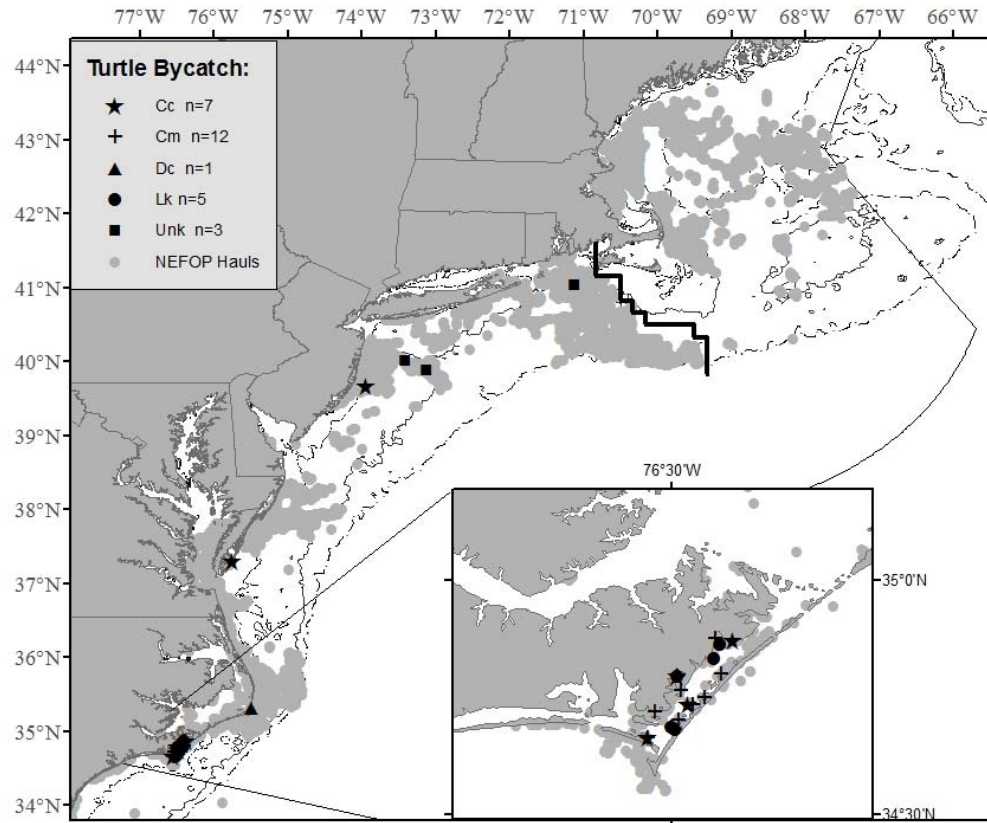 77°W 76°W 75°W 74°W 73°W 72°W 71°W 70°W 69°W 68°W 67°W 66°W
44°N
43°N
42°N
41°N
40°N
39°N
38°N
37°N
36°N
35°N
34°N
Turtle Bycatch:
Cc n=7
Cm n=12
Dc n=1
Lk n=5
Unk n=3
NEFOP Hauls
76°30'W
35°0'N
34°30'N